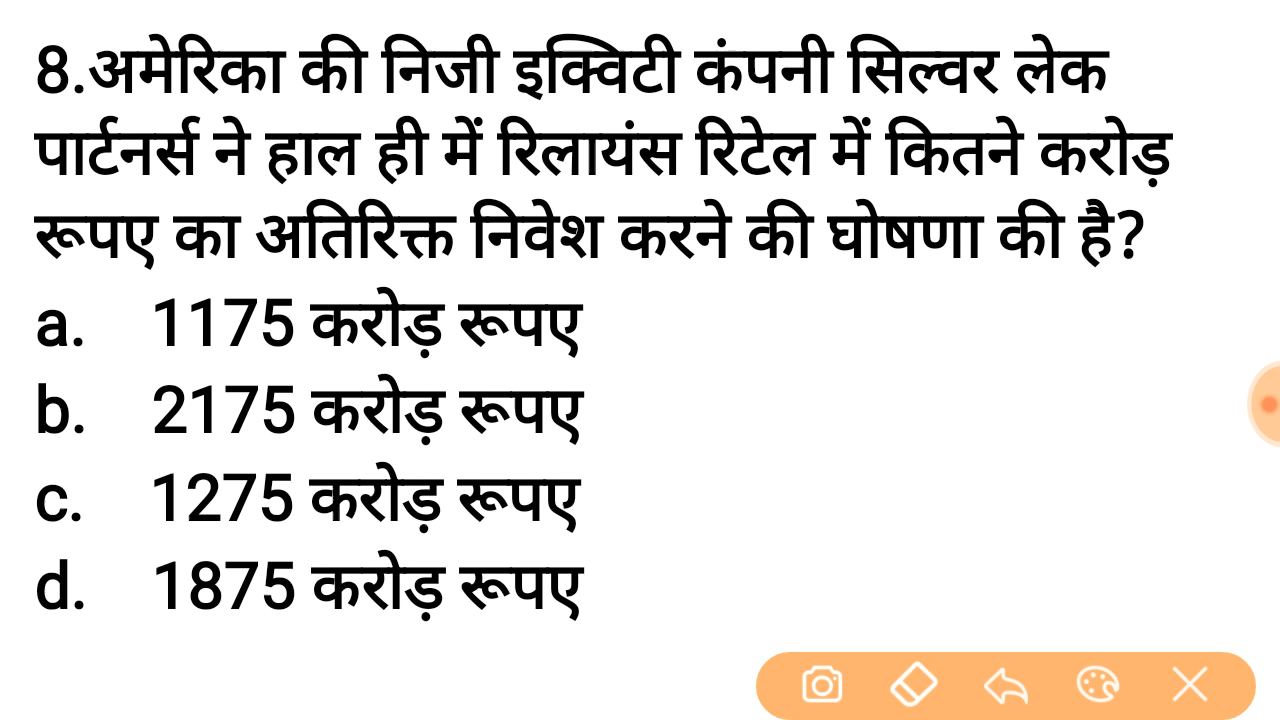 8.अमेरिका की निजी इक्विटी कंपनी सिल्वर लेक
पार्टनर्स ने हाल ही में रिलायंस रिटेल में कितने करोड़
रूपए का अतिरिक्त निवेश करने की घोषणा की है?
a. 1175 करोड़ रूपए
b. 2175 करोड़ रूपए
c. 1275 करोड़ रूपए
d. 1875 करोड़ रूपए